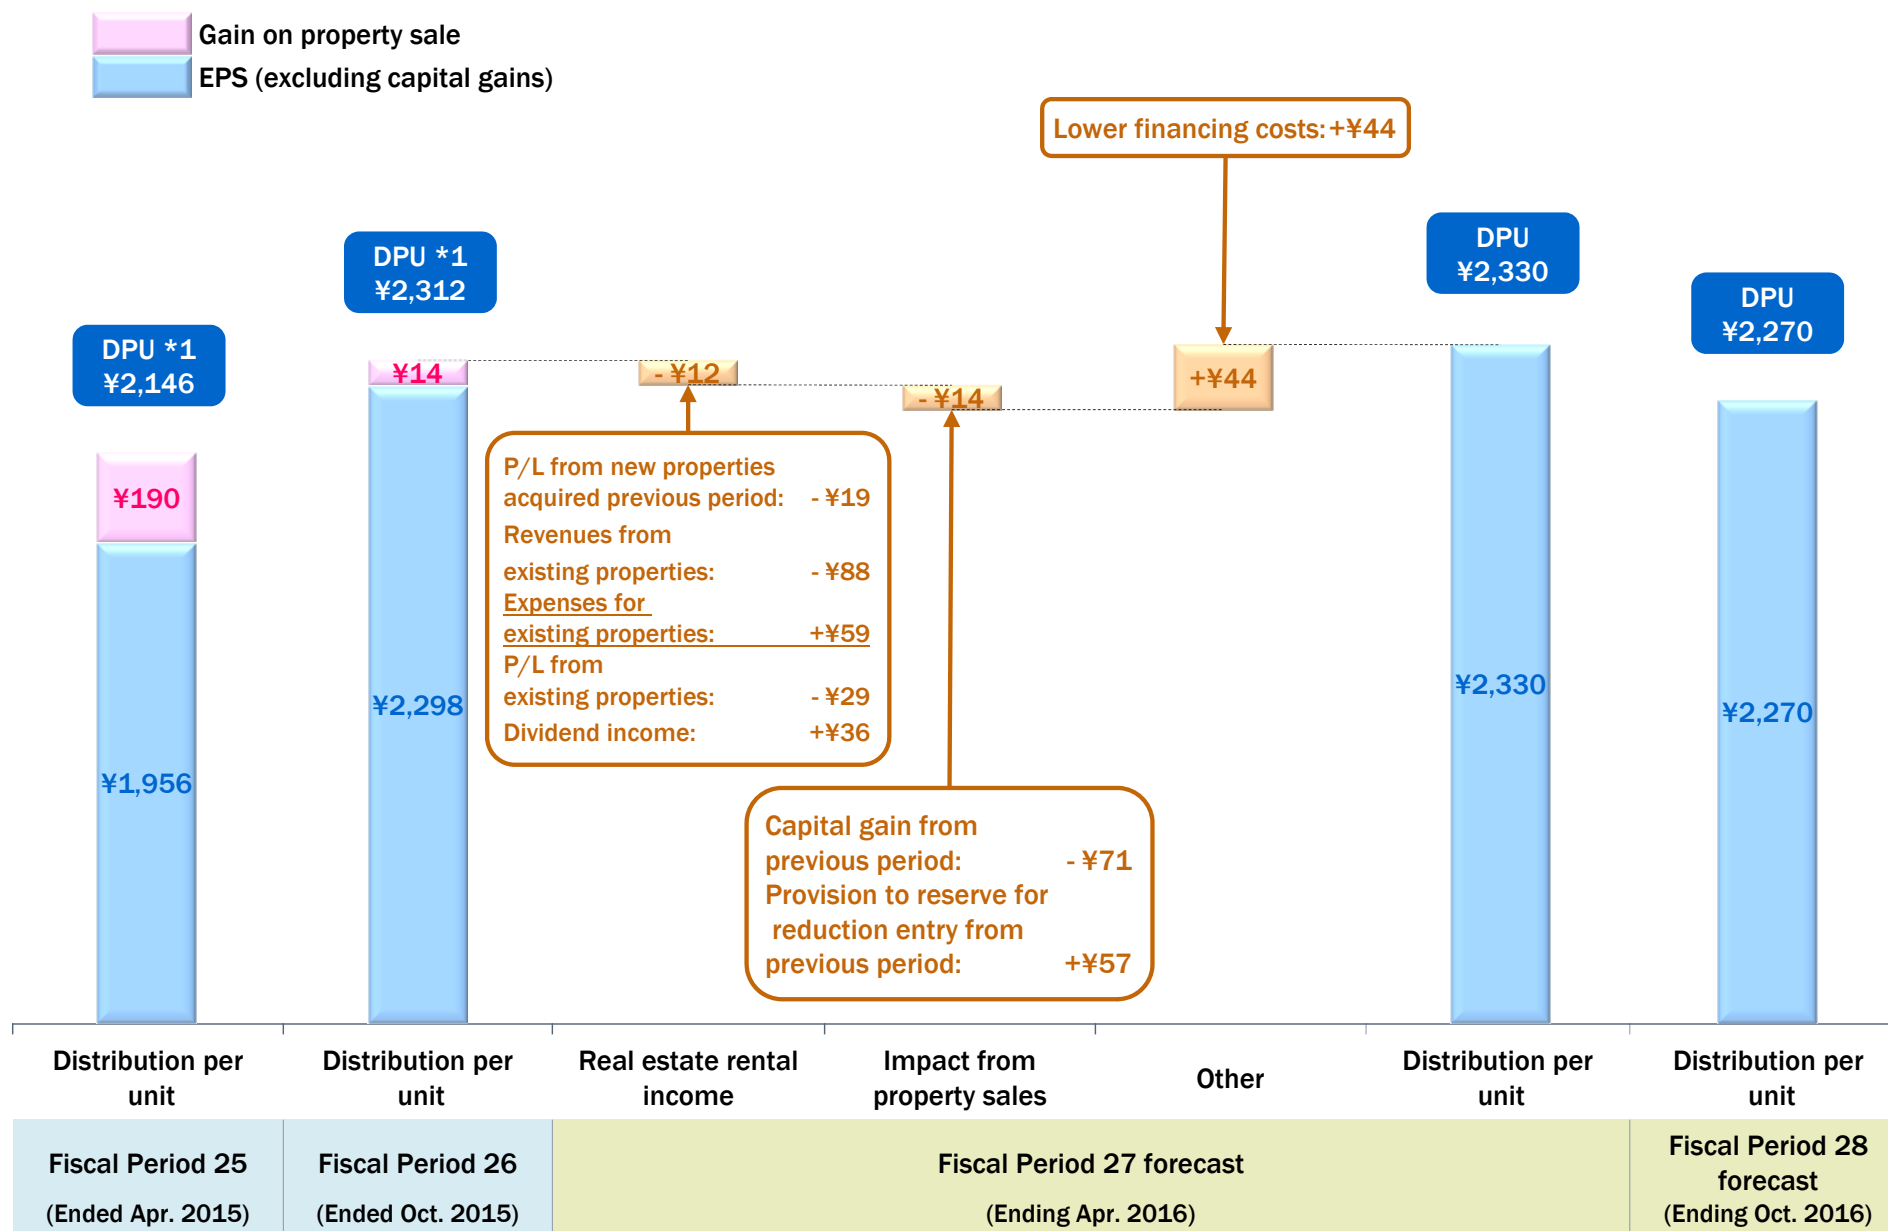 Gain on property sale
EPS (excluding capital gains)
Lower financing costs: +¥44
DPU *1
¥2,146
DPU *1
¥2,312
DPU
¥2,330
DPU
¥2,270
¥190
¥1,956
¥14
¥2,298
- ¥12
- ¥14
+¥44
¥2,330
¥2,270
P/L from new properties
acquired previous period: - ¥19
Revenues from
existing properties: - ¥88
Expenses for
existing properties: +¥59
P/L from
existing properties: - ¥29
Dividend income: +¥36
Capital gain from
previous period: - ¥71
Provision to reserve for
reduction entry from
previous period: +¥57
Distribution per
unit
Distribution per
unit
Real estate rental
income
Impact from
property sales
Other
Distribution per
unit
Distribution per
unit
Fiscal Period 25
(Ended Apr. 2015)
Fiscal Period 26
(Ended Oct. 2015)
Fiscal Period 27 forecast
(Ending Apr. 2016)
Fiscal Period 28
forecast
(Ending Oct. 2016)